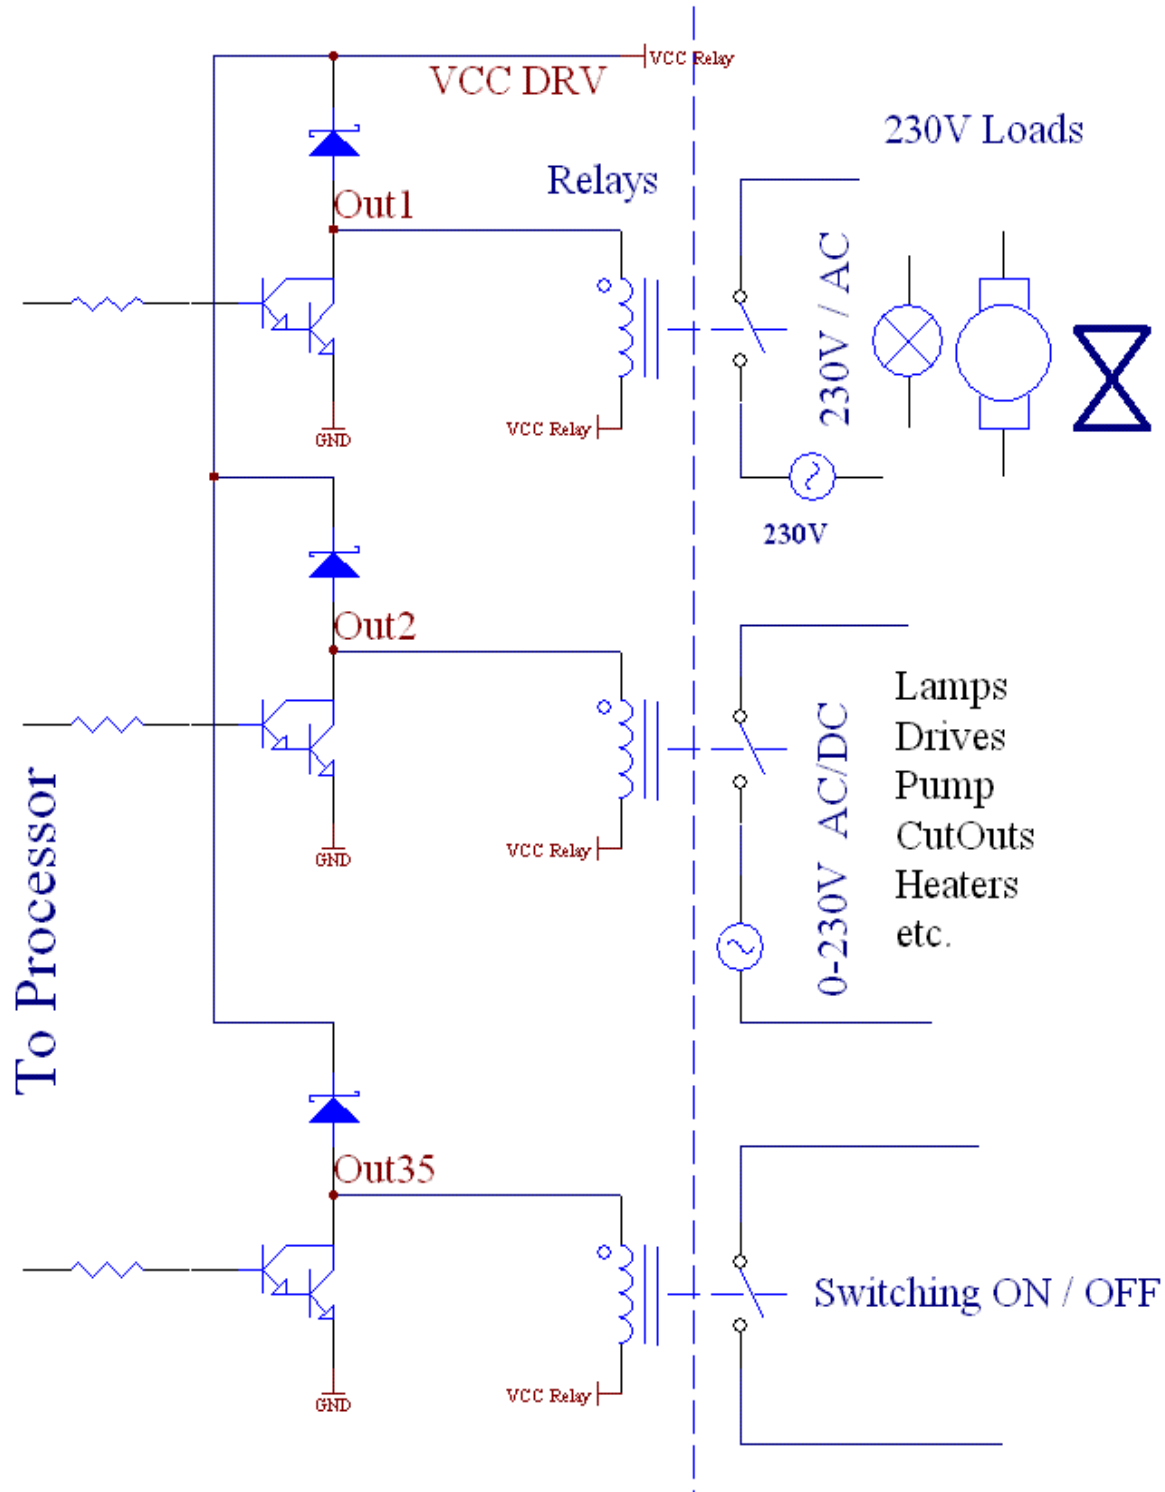 VCC Relay
VCC DRV
230V Loads
Relays
Out1
230V / AC
VCC Relay
GND
230V
Out2
Lamps
Drives
Pump
CutOuts
Heaters
etc.
0-230V AC/DC
To Processor
VCC Relay
GND
Out35
Switching ON / OFF
VCC Relay
GND